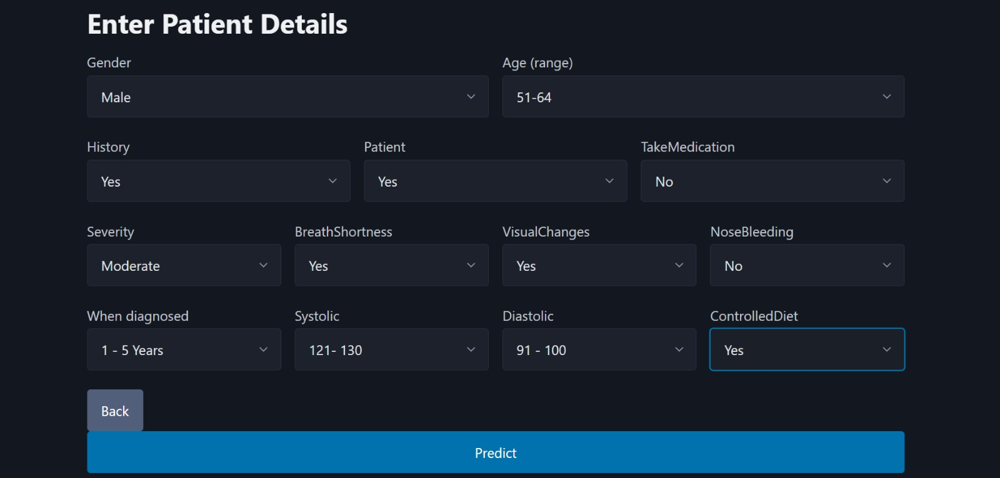 Enter Patient Details
Gender Age (range)
Male 51-64
History Patient TakeMedication
Yes Yes No
Severity BreathShortness VisualChanges NoseBleeding
Moderate Yes Yes No
When diagnosed Systolic Diastolic ControlledDiet
1 - 5 Years 121- 130 91 - 100 Yes
Back
Predict